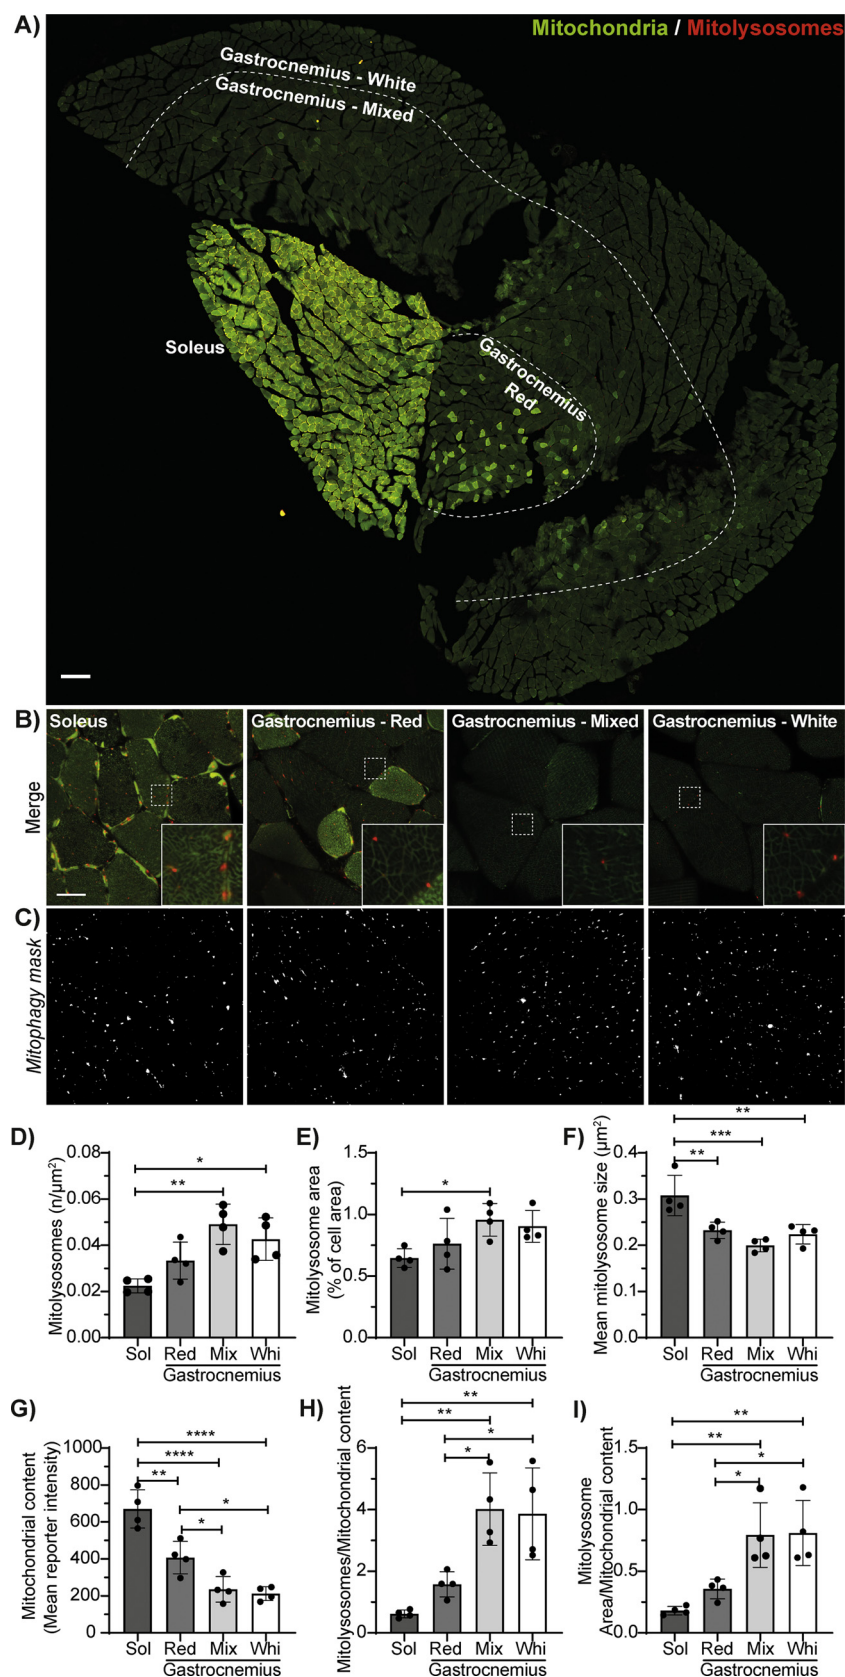 A)
Mitochondria / Mitolysosomes
Gastrocnemius - White
Gastrocnemius - Mixed
Soleus
Gastrocnemius
Red
B)
Soleus
Gastrocnemius - Red
Gastrocnemius - Mixed
Gastrocnemius - White
Merge
C)
Mitophagy mask
D)
Mitolysosomes (n/μm²)
0.08
0.06
0.04
0.02
0.00
*
**
Sol Red Mix Whi
Gastrocnemius
E)
Mitolysosome area
(% of cell area)
1.5
1.0
0.5
0.0
*
Sol Red Mix Whi
Gastrocnemius
F)
Mean mitolysosome size (μm²)
0.4
0.3
0.2
0.1
0.0
**
***
**
Sol Red Mix Whi
Gastrocnemius
G)
Mitochondrial content
(Mean reporter intensity)
1000
800
600
400
200
0
****
****
**
*
*
Sol Red Mix Whi
Gastrocnemius
H)
Mitolysosomes/Mitochondrial content
6
4
2
0
**
**
*
*
Sol Red Mix Whi
Gastrocnemius
I)
Mitolysosome
Area/Mitochondrial content
1.5
1.0
0.5
0.0
**
**
*
*
Sol Red Mix Whi
Gastrocnemius